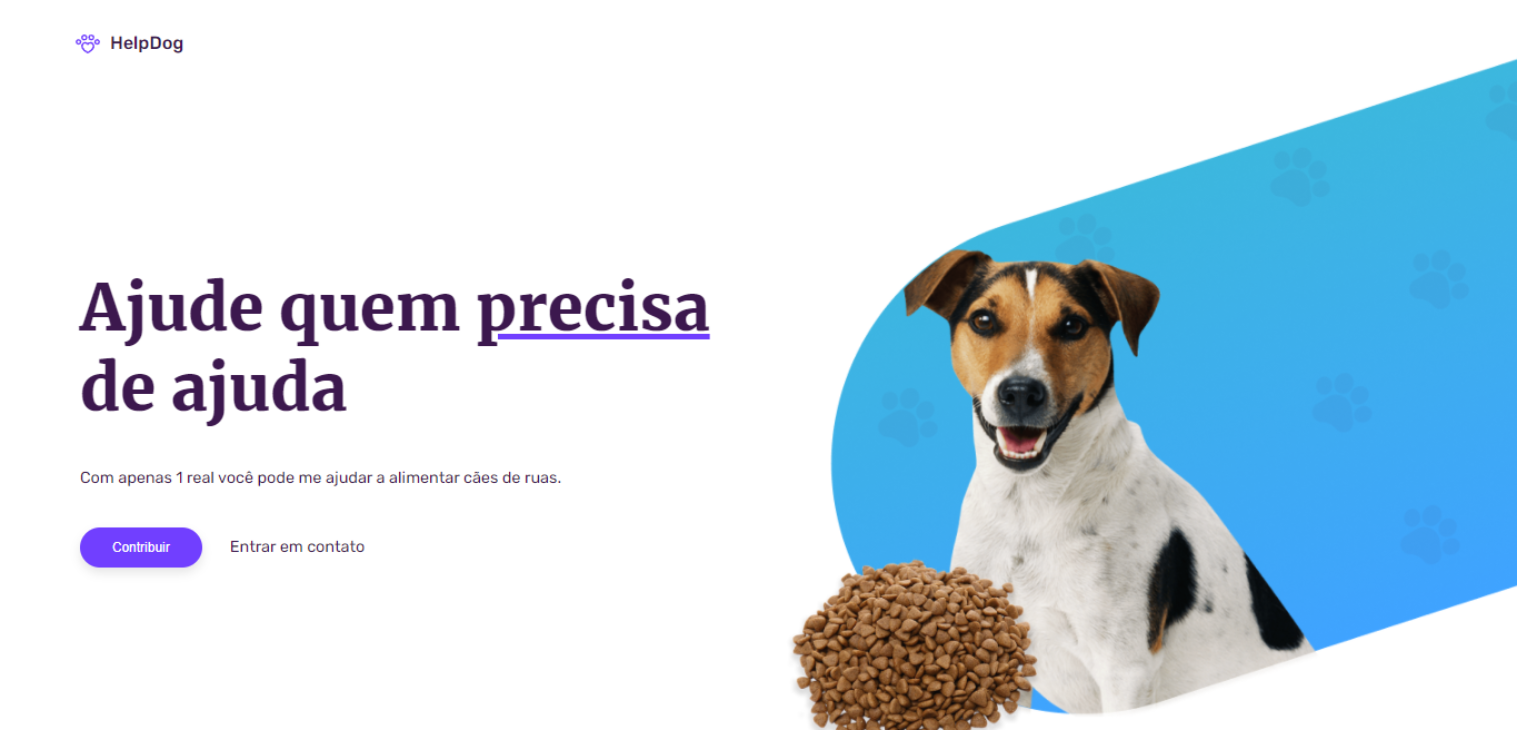 HelpDog
Ajude quem precisa
de ajuda
Com apenas 1 real você pode me ajudar a alimentar cães de ruas.
Contribuir
Entrar em contato